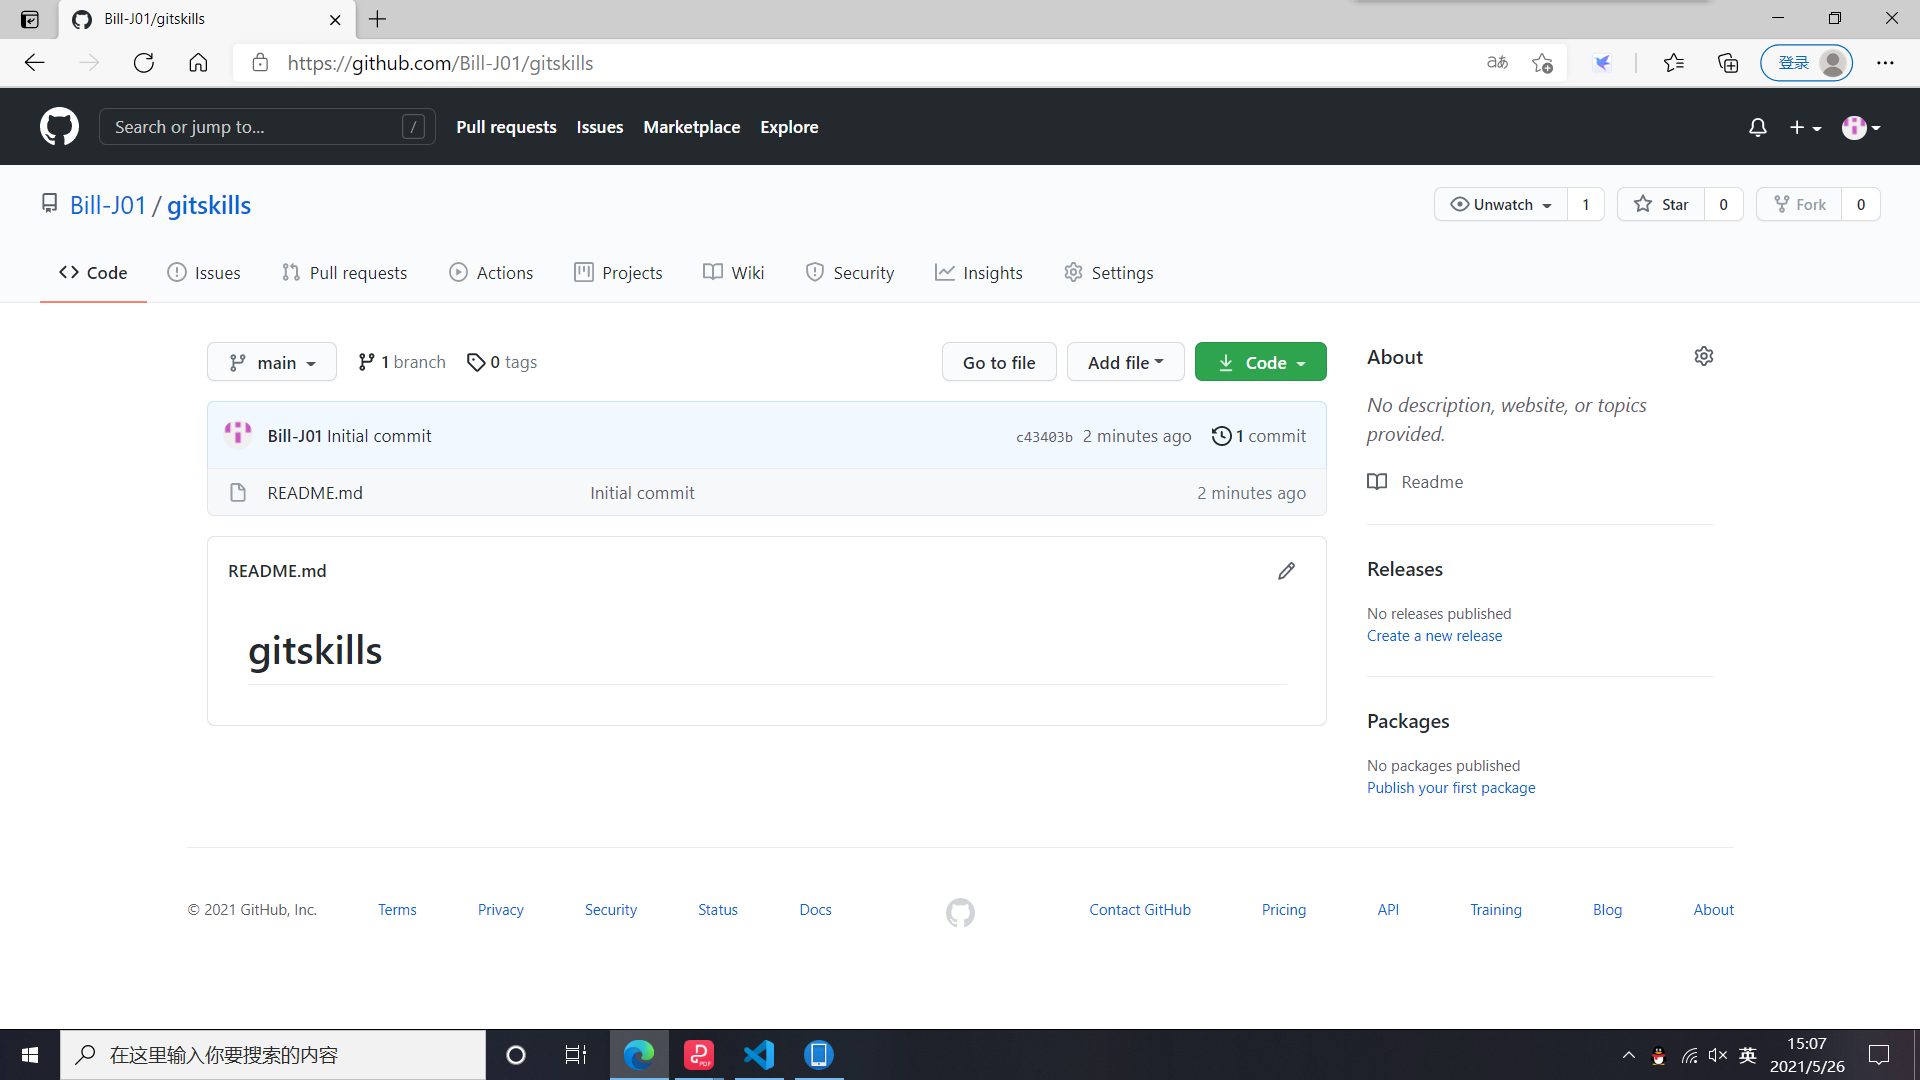 Bill-J01/gitskills
https://github.com/Bill-J01/gitskills
登录
Search or jump to...
/
Pull requests
Issues
Marketplace
Explore
Bill-J01 / gitskills
Unwatch
1
Star
0
Fork
0
Code
Issues
Pull requests
Actions
Projects
Wiki
Security
Insights
Settings
main
1 branch
0 tags
Go to file
Add file
Code
Bill-J01 Initial commit
c43403b
2 minutes ago
1 commit
README.md
Initial commit
2 minutes ago
README.md
gitskills
About
No description, website, or topics
provided.
Readme
Releases
No releases published
Create a new release
Packages
No packages published
Publish your first package
© 2021 GitHub, Inc.
Terms
Privacy
Security
Status
Docs
Contact GitHub
Pricing
API
Training
Blog
About
在这里输入你要搜索的内容
英
15:07
2021/5/26